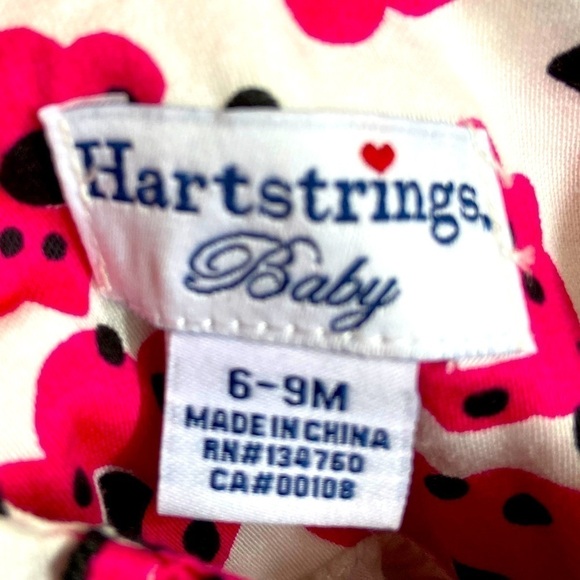 Hartstrings.
Baby
6-9M
MADE IN CHINA
RN#134760
CA#00108